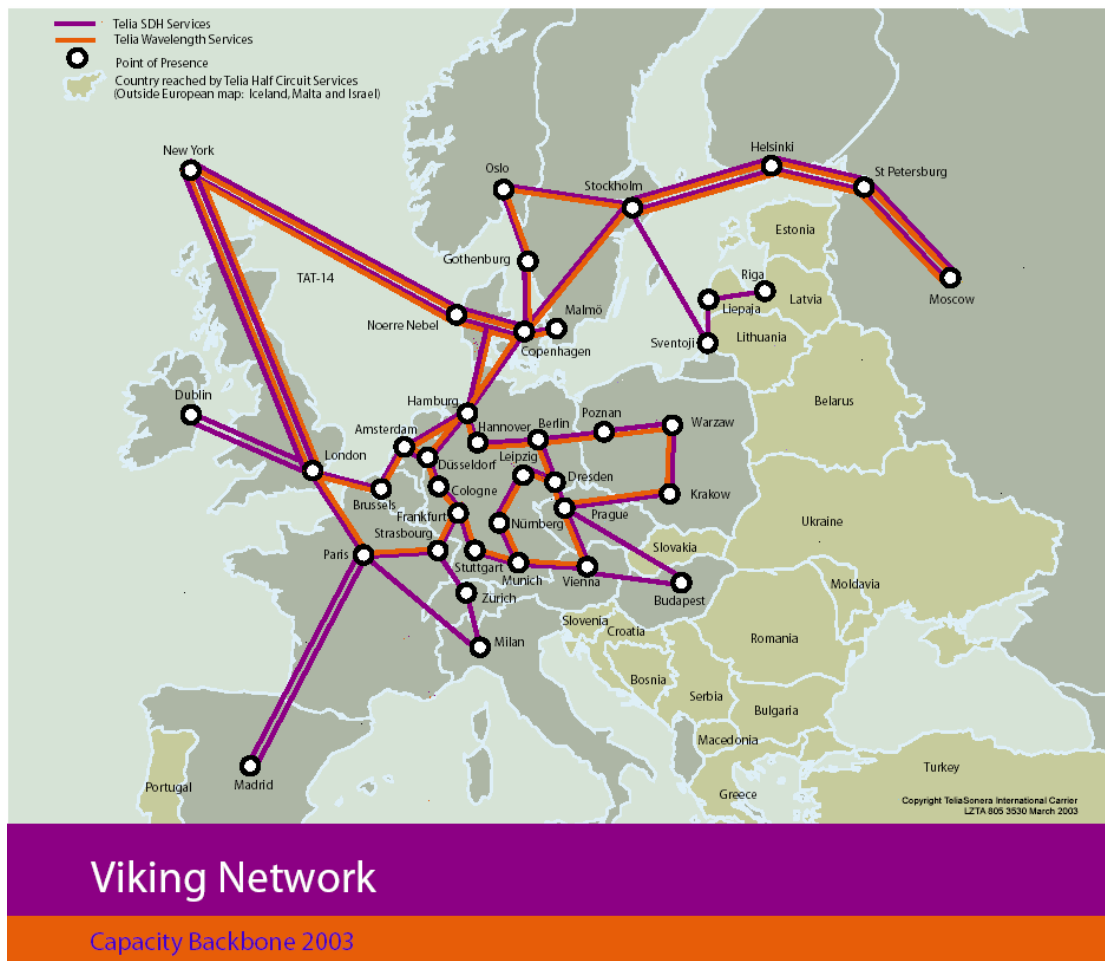 Telia SDH Services
Telia Wavelength Services
Point of Presence
Country reached by Telia Half Circuit Services
(Outside European map: Iceland, Malta and Israel)
New York
Oslo
Stockholm
Helsinki
St Petersburg
Estonia
Gothenburg
TAT-14
Riga
Moscow
Latvia
Liepaja
Malmö
Noerre Nebel
Copenhagen
Sventoji
Lithuania
Dublin
Hamburg
Belarus
Hannover
Berlin
Poznan
Warzaw
Amsterdam
London
Leipzig
Düsseldorf
Dresden
Brussels
Cologne
Krakow
Frankfurt
Prague
Nürnberg
Ukraine
Strasbourg
Paris
Slovakia
Stuttgart
Munich
Vienna
Moldavia
Zürich
Budapest
Slovenia
Croatia
Romania
Milan
Bosnia
Serbia
Bulgaria
Macedonia
Madrid
Portugal
Turkey
Greece
Copyright TeliaSonera International Carrier
LZTA 805 3530 March 2003
Viking Network
Capacity Backbone 2003